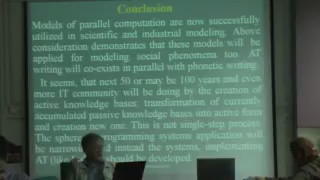 Conclusion
Models of parallel computation are now successfully
utilized in scientific and industrial modeling. Above
consideration demonstrates that these models will be
applied for modeling social phenomena too. AT
writing will co-exists in parallel with phonetic writing.
It seems, that next 50 or may be 100 years and even
more IT community will be doing by the creation of
active knowledge bases: transformation of currently
accumulated passive knowledge bases into active form
and creation new one. This is not single-step process.
The sphere programming systems application will
be narrow and instead the systems, implementing
AT (like should be developed.